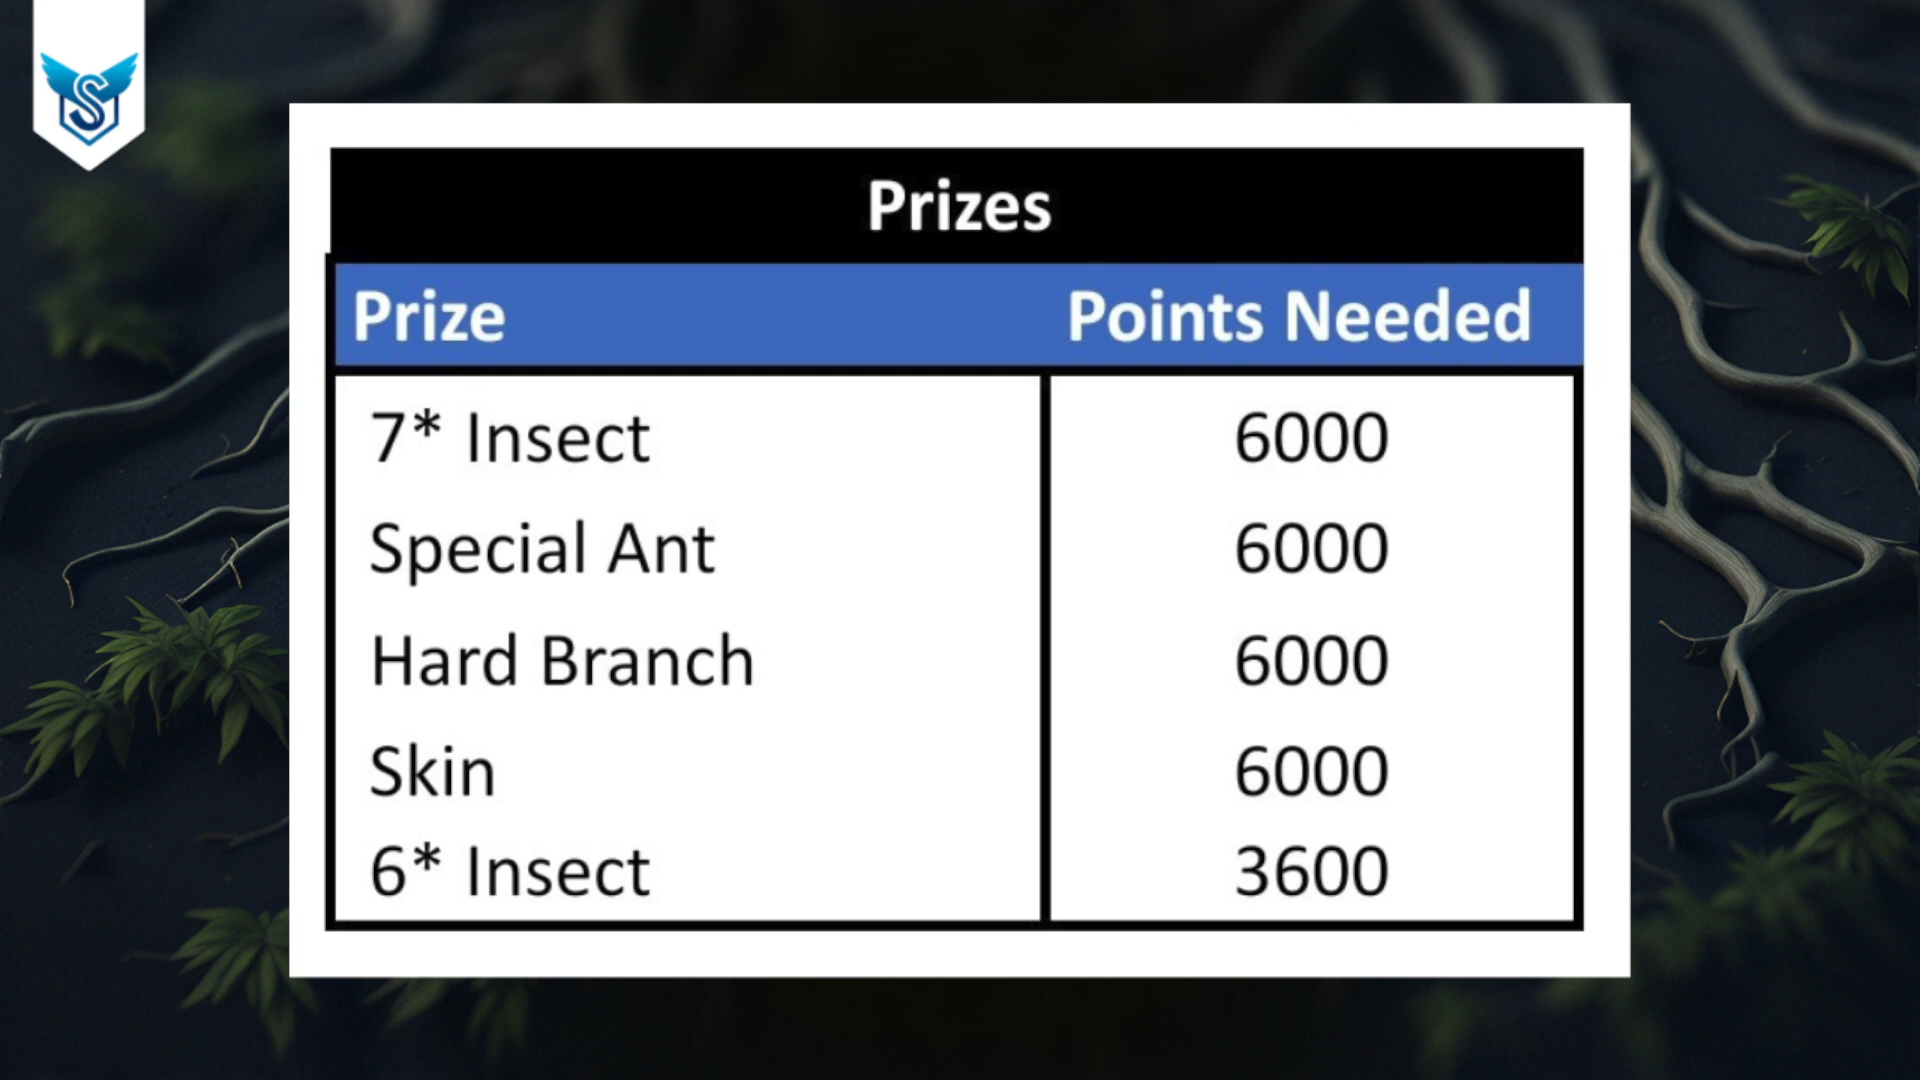 S
Prizes
Prize Points Needed
7* Insect 6000
Special Ant 6000
Hard Branch 6000
Skin 6000
6* Insect 3600